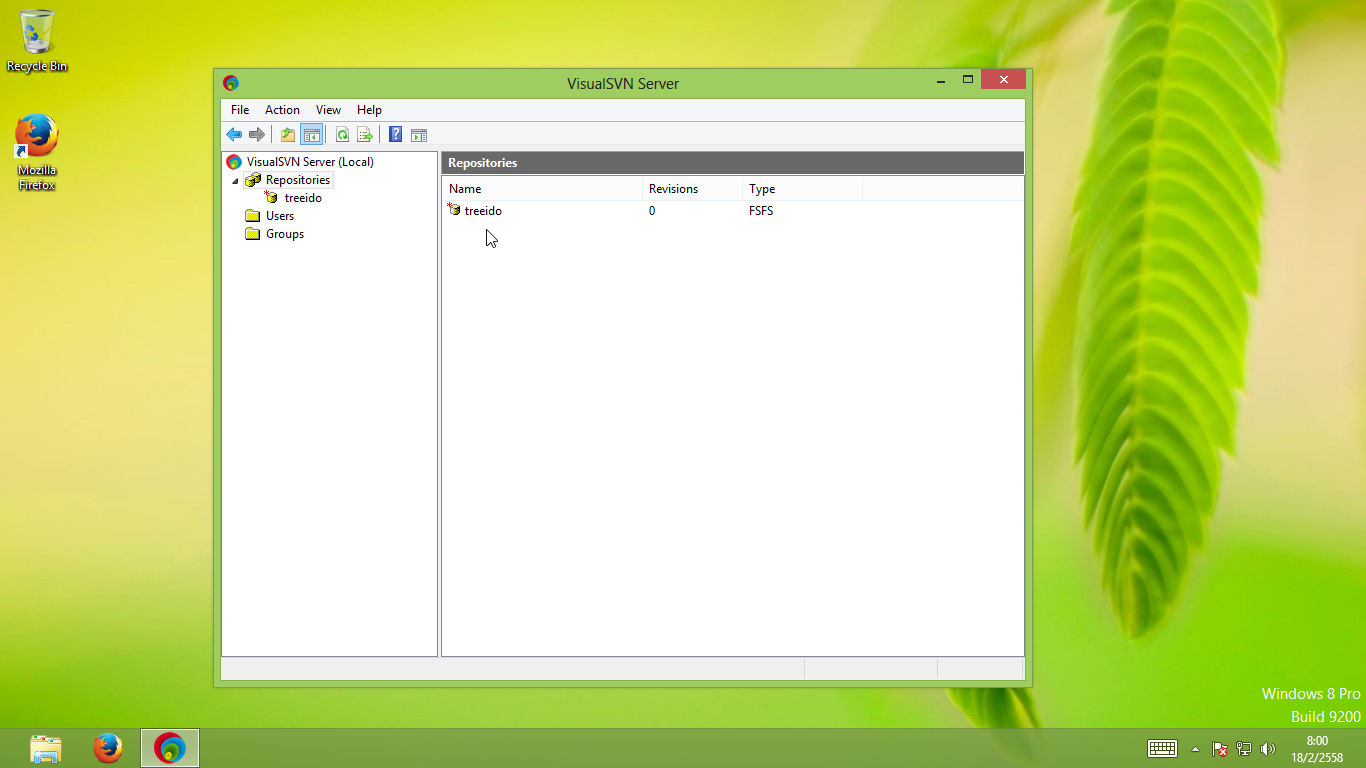 Recycle Bin
Mozilla
Firefox
VisualSVN Server
File Action View Help
VisualSVN Server (Local)
Repositories
treeido
Users
Groups
Repositories
Name Revisions Type
treeido 0 FSFS
Windows 8 Pro
Build 9200
8:00
18/2/2558